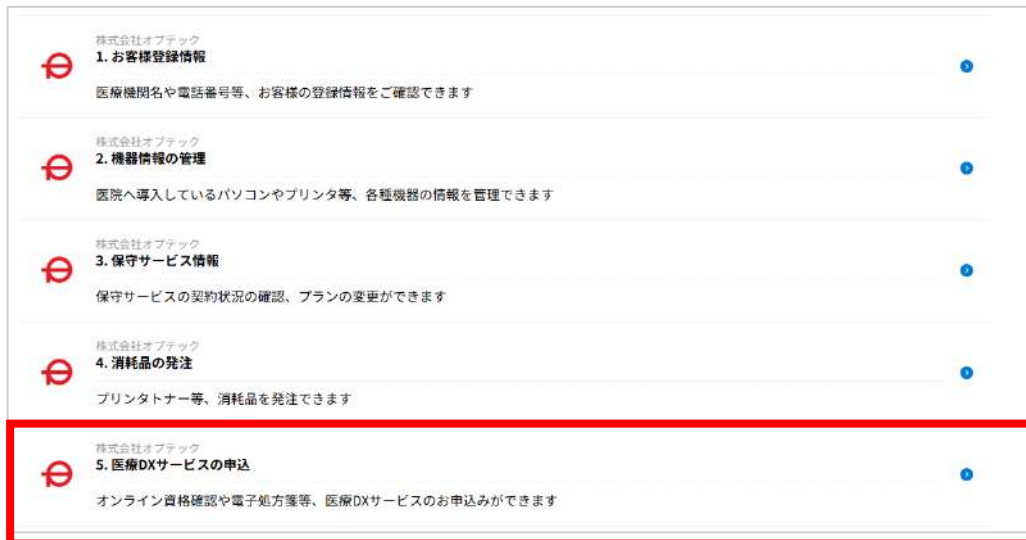 株式会社オプテック
1. お客様登録情報
医療機関名や電話番号等、お客様の登録情報をご確認できます
株式会社オプテック
2. 機器情報の管理
医院へ導入しているパソコンやプリンタ等、各種機器の情報を管理できます
株式会社オプテック
3. 保守サービス情報
保守サービスの契約状況の確認、プランの変更ができます
株式会社オプテック
4. 消耗品の発注
プリンタトナー等、消耗品を発注できます
株式会社オプテック
5. 医療DXサービスの申込
オンライン資格確認や電子処方箋等、医療DXサービスのお申込みができます